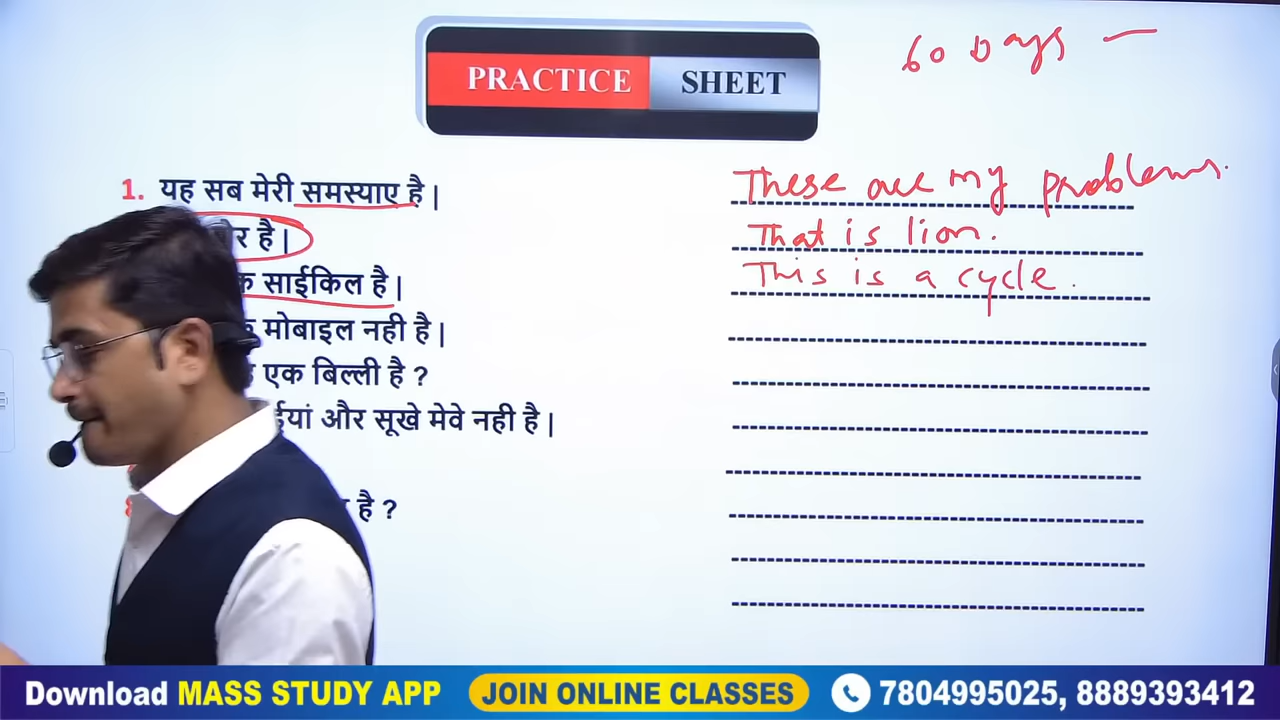 60 Days —
PRACTICE SHEET
1. यह सब मेरी समस्याए है | These are my problems.
है | That is lion.
साईकिल है | This is a cycle.
मोबाइल नही है |
एक बिल्ली है ?
और सूखे मेवे नही है |
है ?
Download MASS STUDY APP JOIN ONLINE CLASSES 7804995025, 8889393412